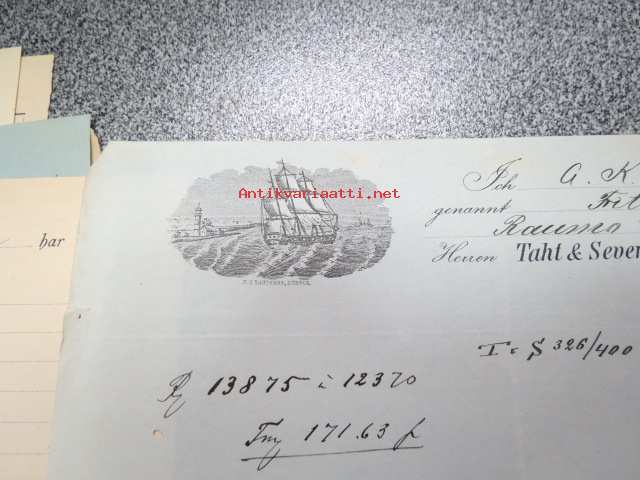 Antikvariaatti.net
Ich A. K.
genannt
Rauma
Herren Taht & Sever
har
326/400
13875 à 12370
171.63